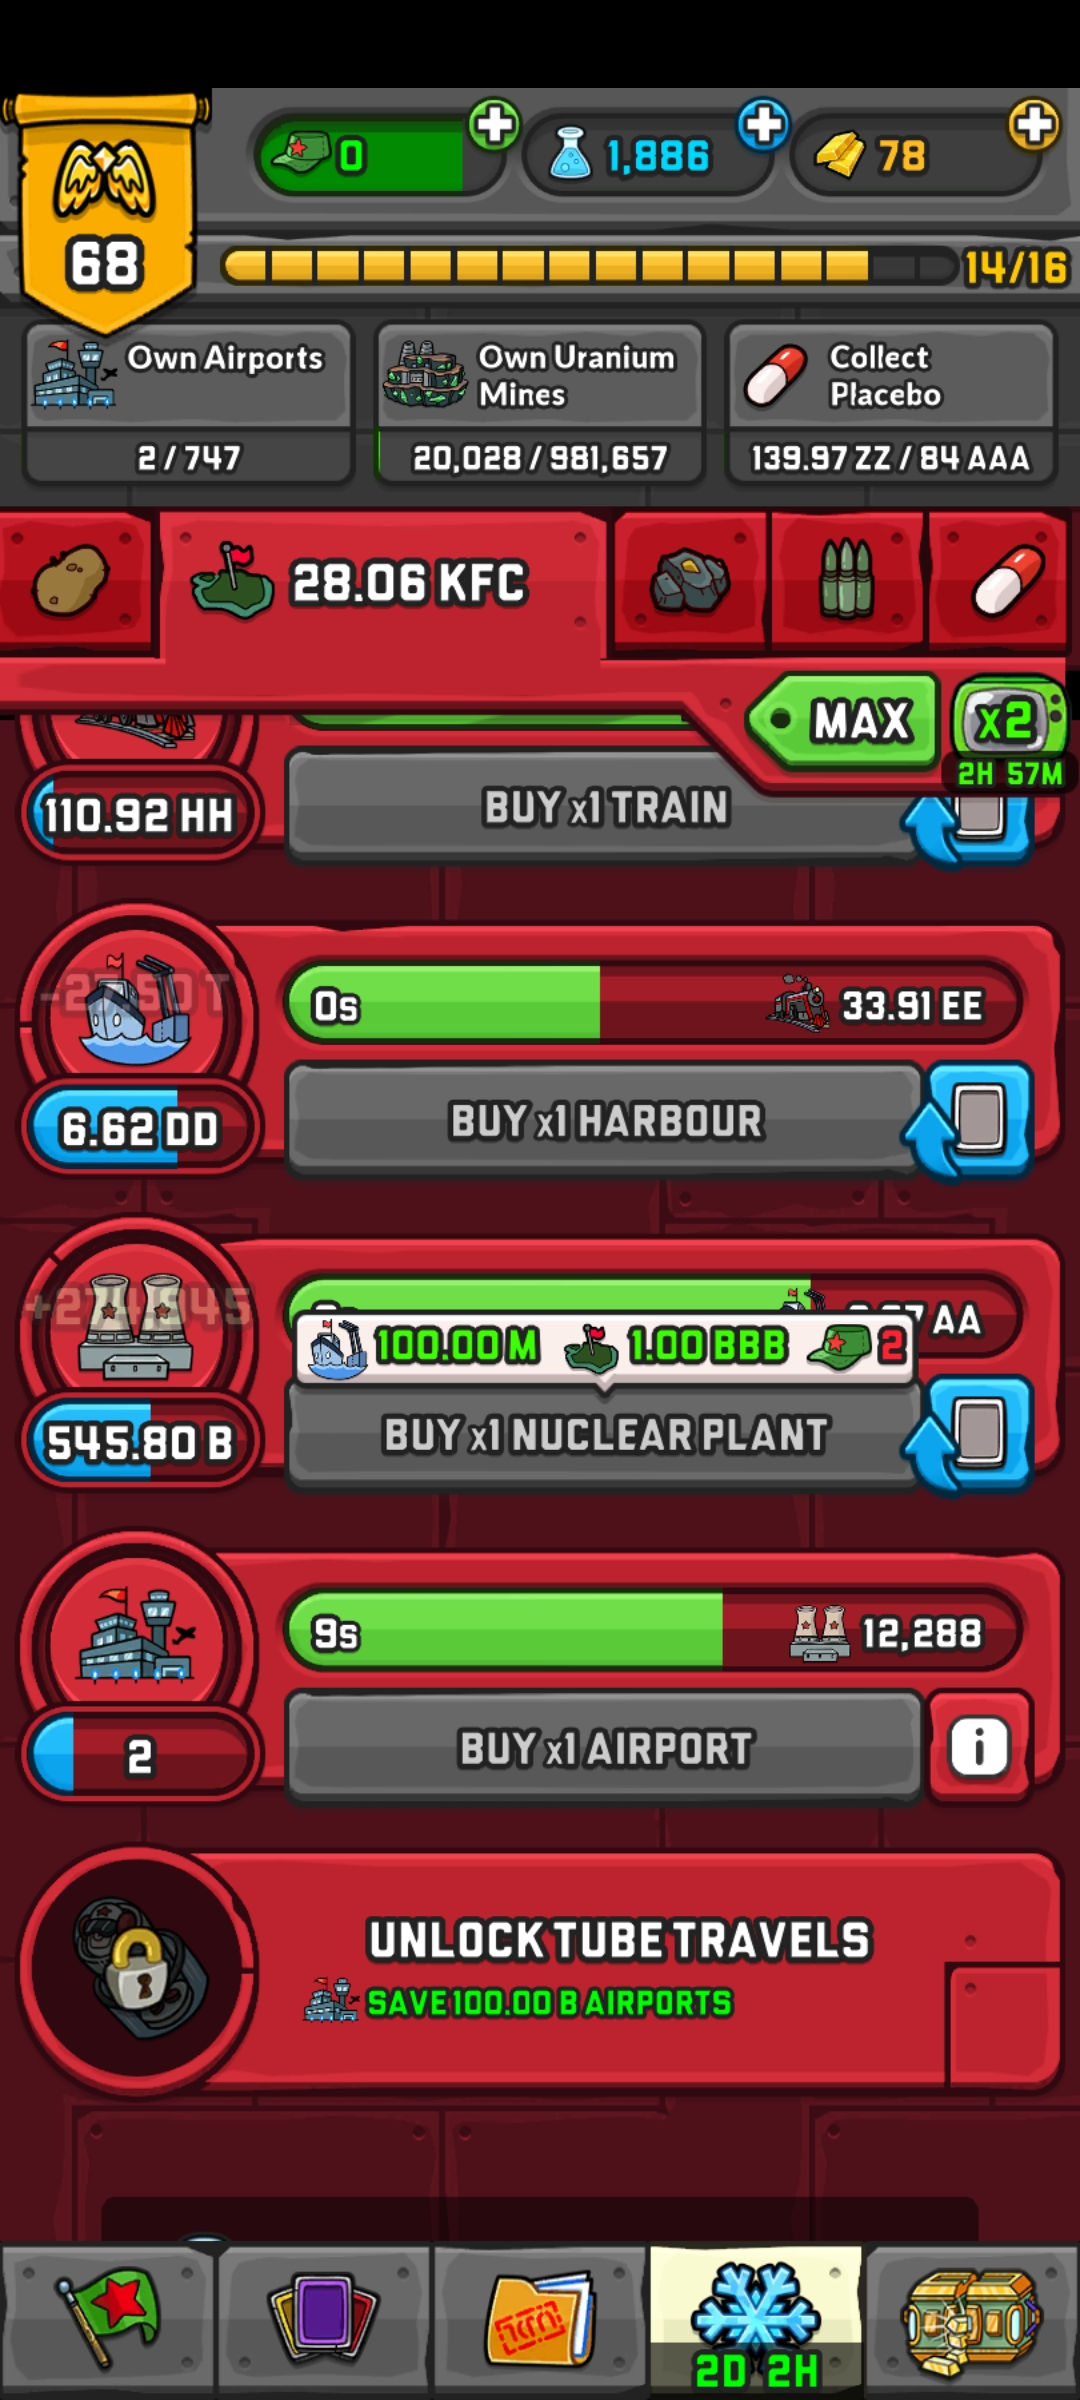 0
1,886
78
68
14/16
Own Airports
2 / 747
Own Uranium
Mines
20,028 / 981,657
Collect
Placebo
139.97 ZZ / 84 AAA
28.06 KFC
MAX
x2
2H 57M
110.92 HH
BUY x1 TRAIN
0s
33.91 EE
6.62 DD
BUY x1 HARBOUR
AA
100.00 M
1.00 BBB
2
545.80 B
BUY x1 NUCLEAR PLANT
9s
12,288
2
BUY x1 AIRPORT
i
UNLOCK TUBE TRAVELS
SAVE 100.00 B AIRPORTS
2D 2H